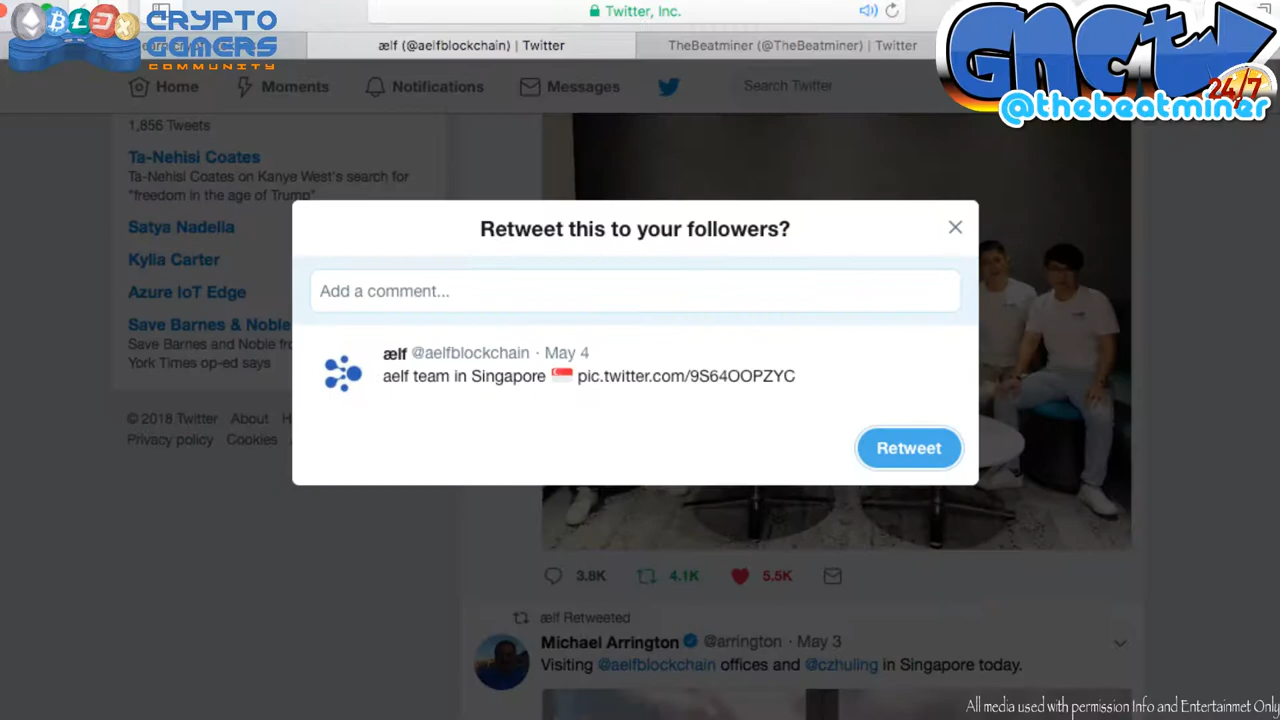 CRYPTO
GAMERS
COMMUNITY
Twitter, Inc.
ælf (@aelfblockchain) | Twitter
TheBeatminer (@TheBeatminer) | Twitter
GNCtv
24/7
@thebeatminer
Home
Moments
Notifications
Messages
Search Twitter
1,856 Tweets
Ta-Nehisi Coates
Ta-Nehisi Coates on Kanye West's search for
"freedom in the age of Trump"
Satya Nadella
Kylia Carter
Azure IoT Edge
Save Barnes & Noble
Save Barnes and Noble
York Times op-ed says
© 2018 Twitter About
Privacy policy Cookies
Retweet this to your followers?
Add a comment...
ælf @aelfblockchain · May 4
aelf team in Singapore 🇸🇬 pic.twitter.com/9S64OOPZYC
Retweet
3.8K
4.1K
5.5K
ælf Retweeted
Michael Arrington @arrington · May 3
Visiting @aelfblockchain offices and @czhuling in Singapore today.
All media used with permission Info and Entertainmet Only